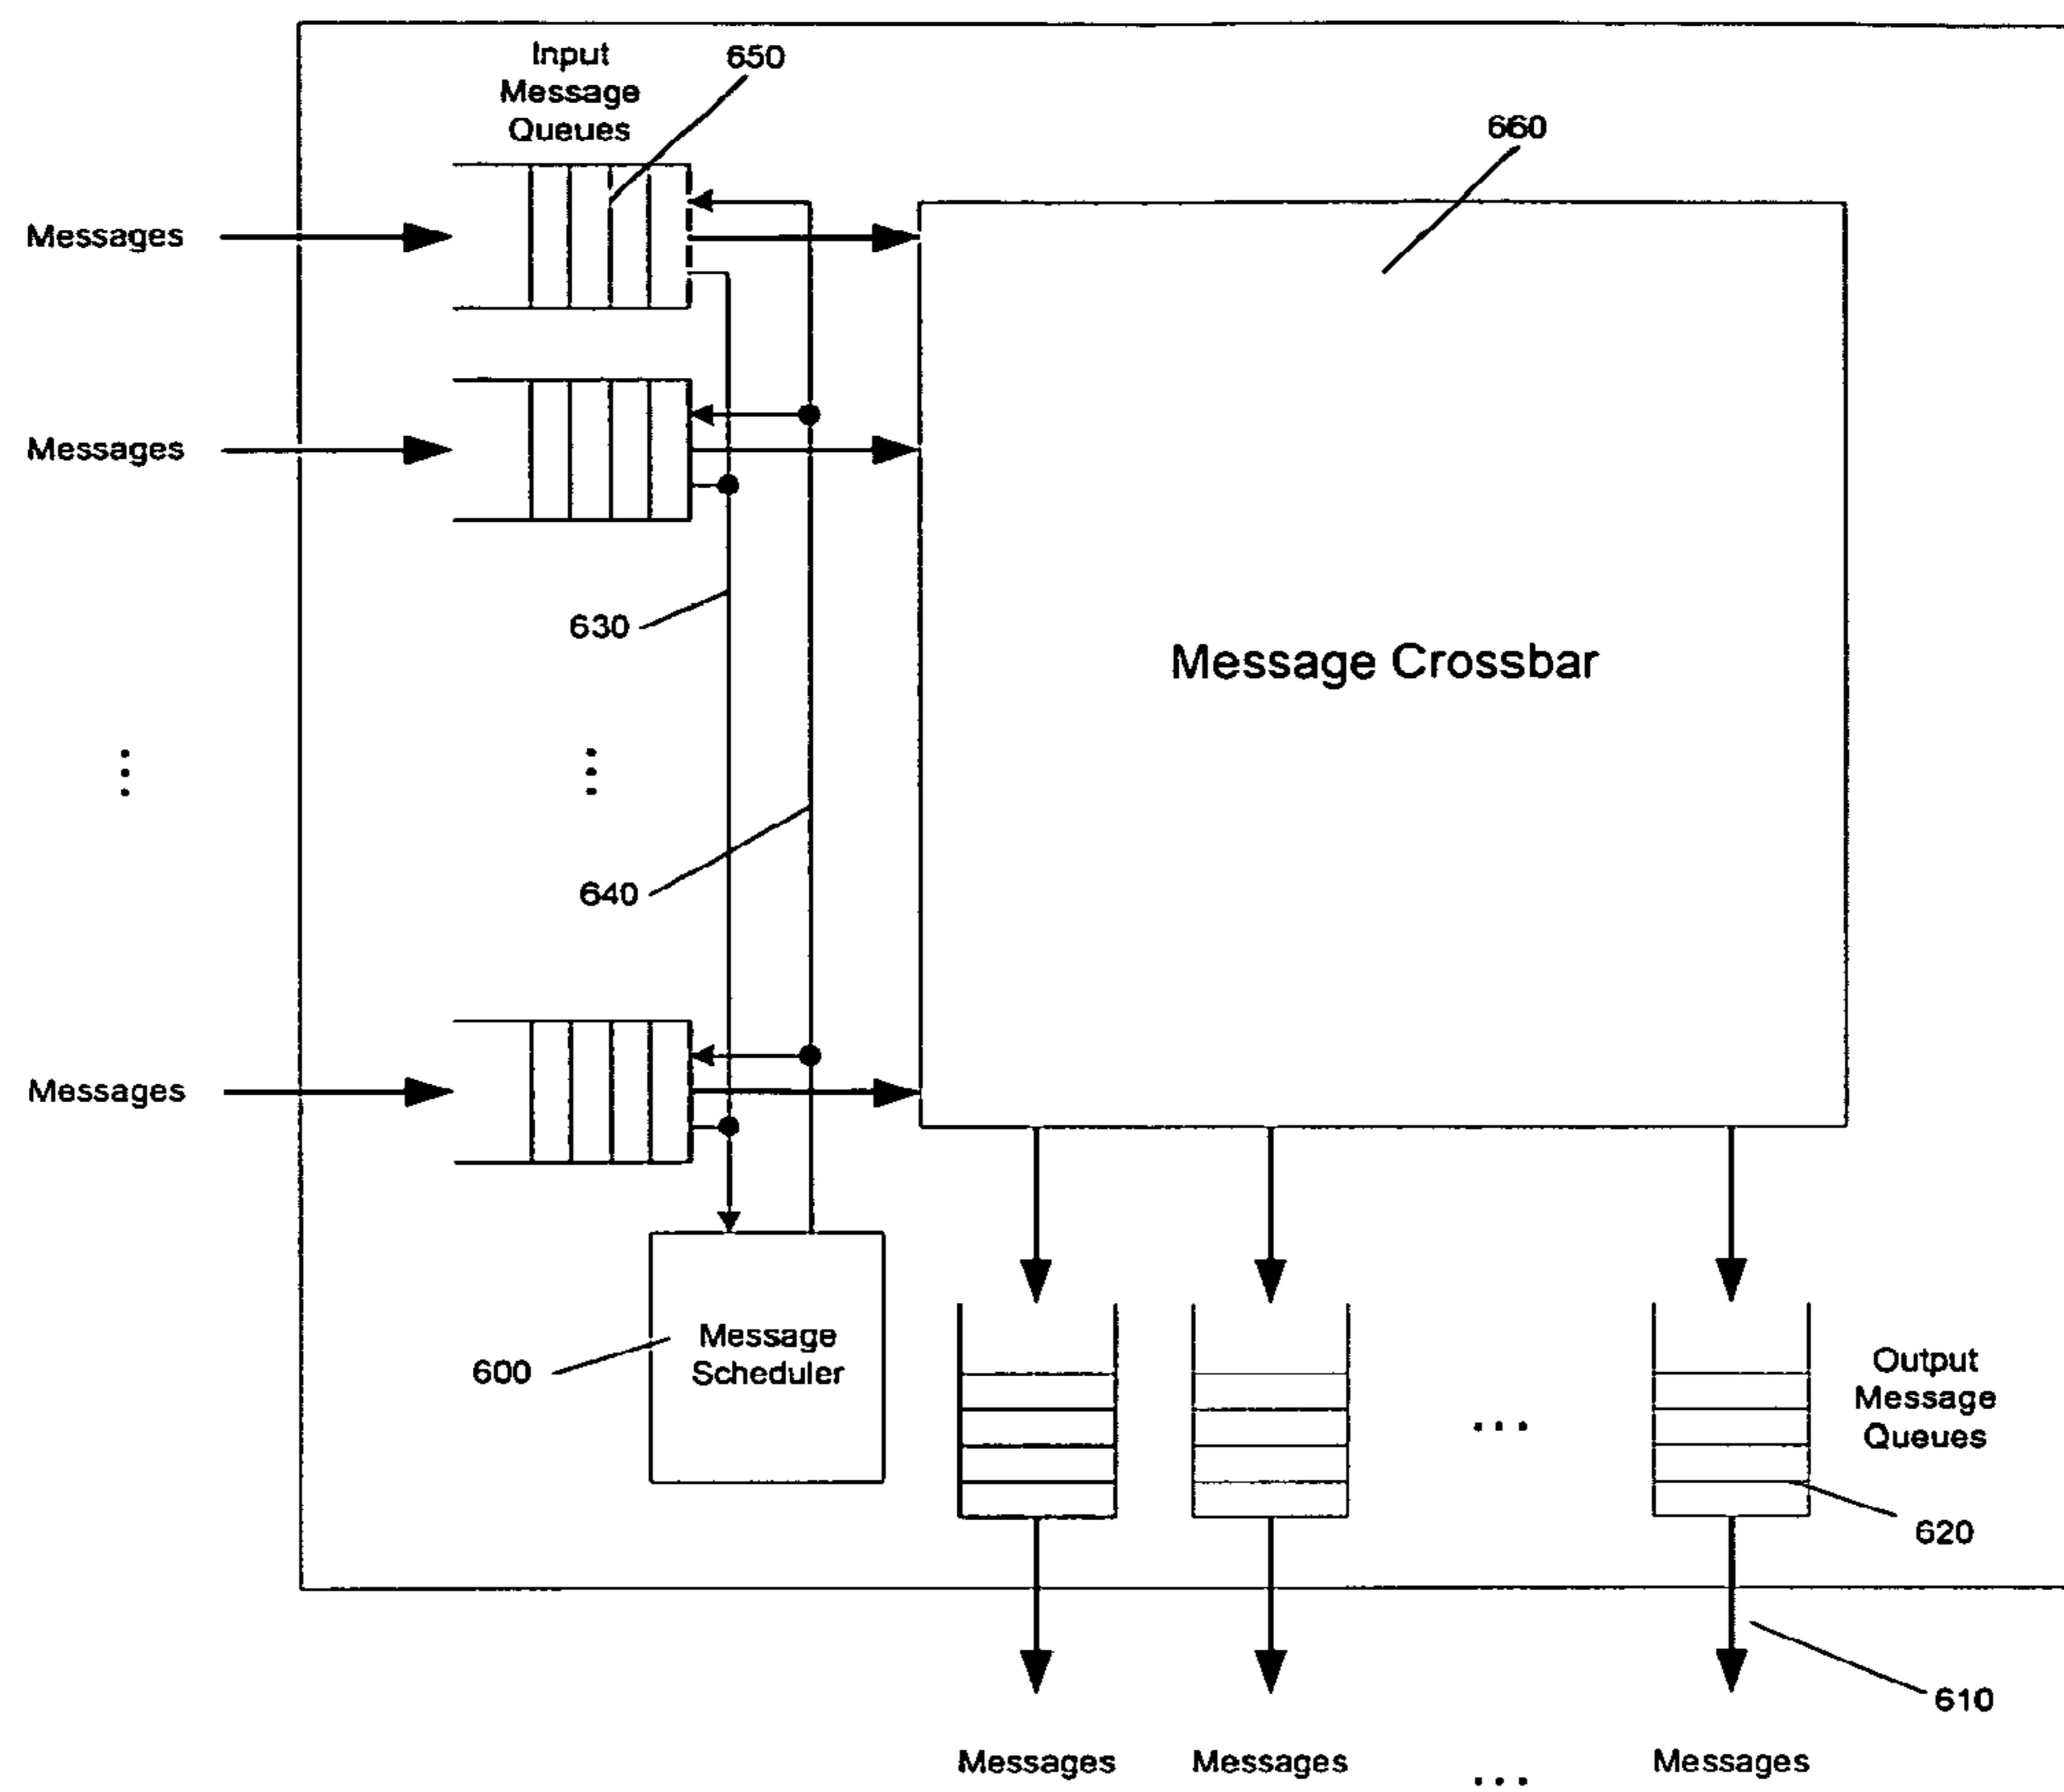 Input
Message
Queues
650
660
Messages
Messages
630
Message Crossbar
640
Messages
600
Message
Scheduler
Output
Message
Queues
620
610
Messages
Messages
...
Messages